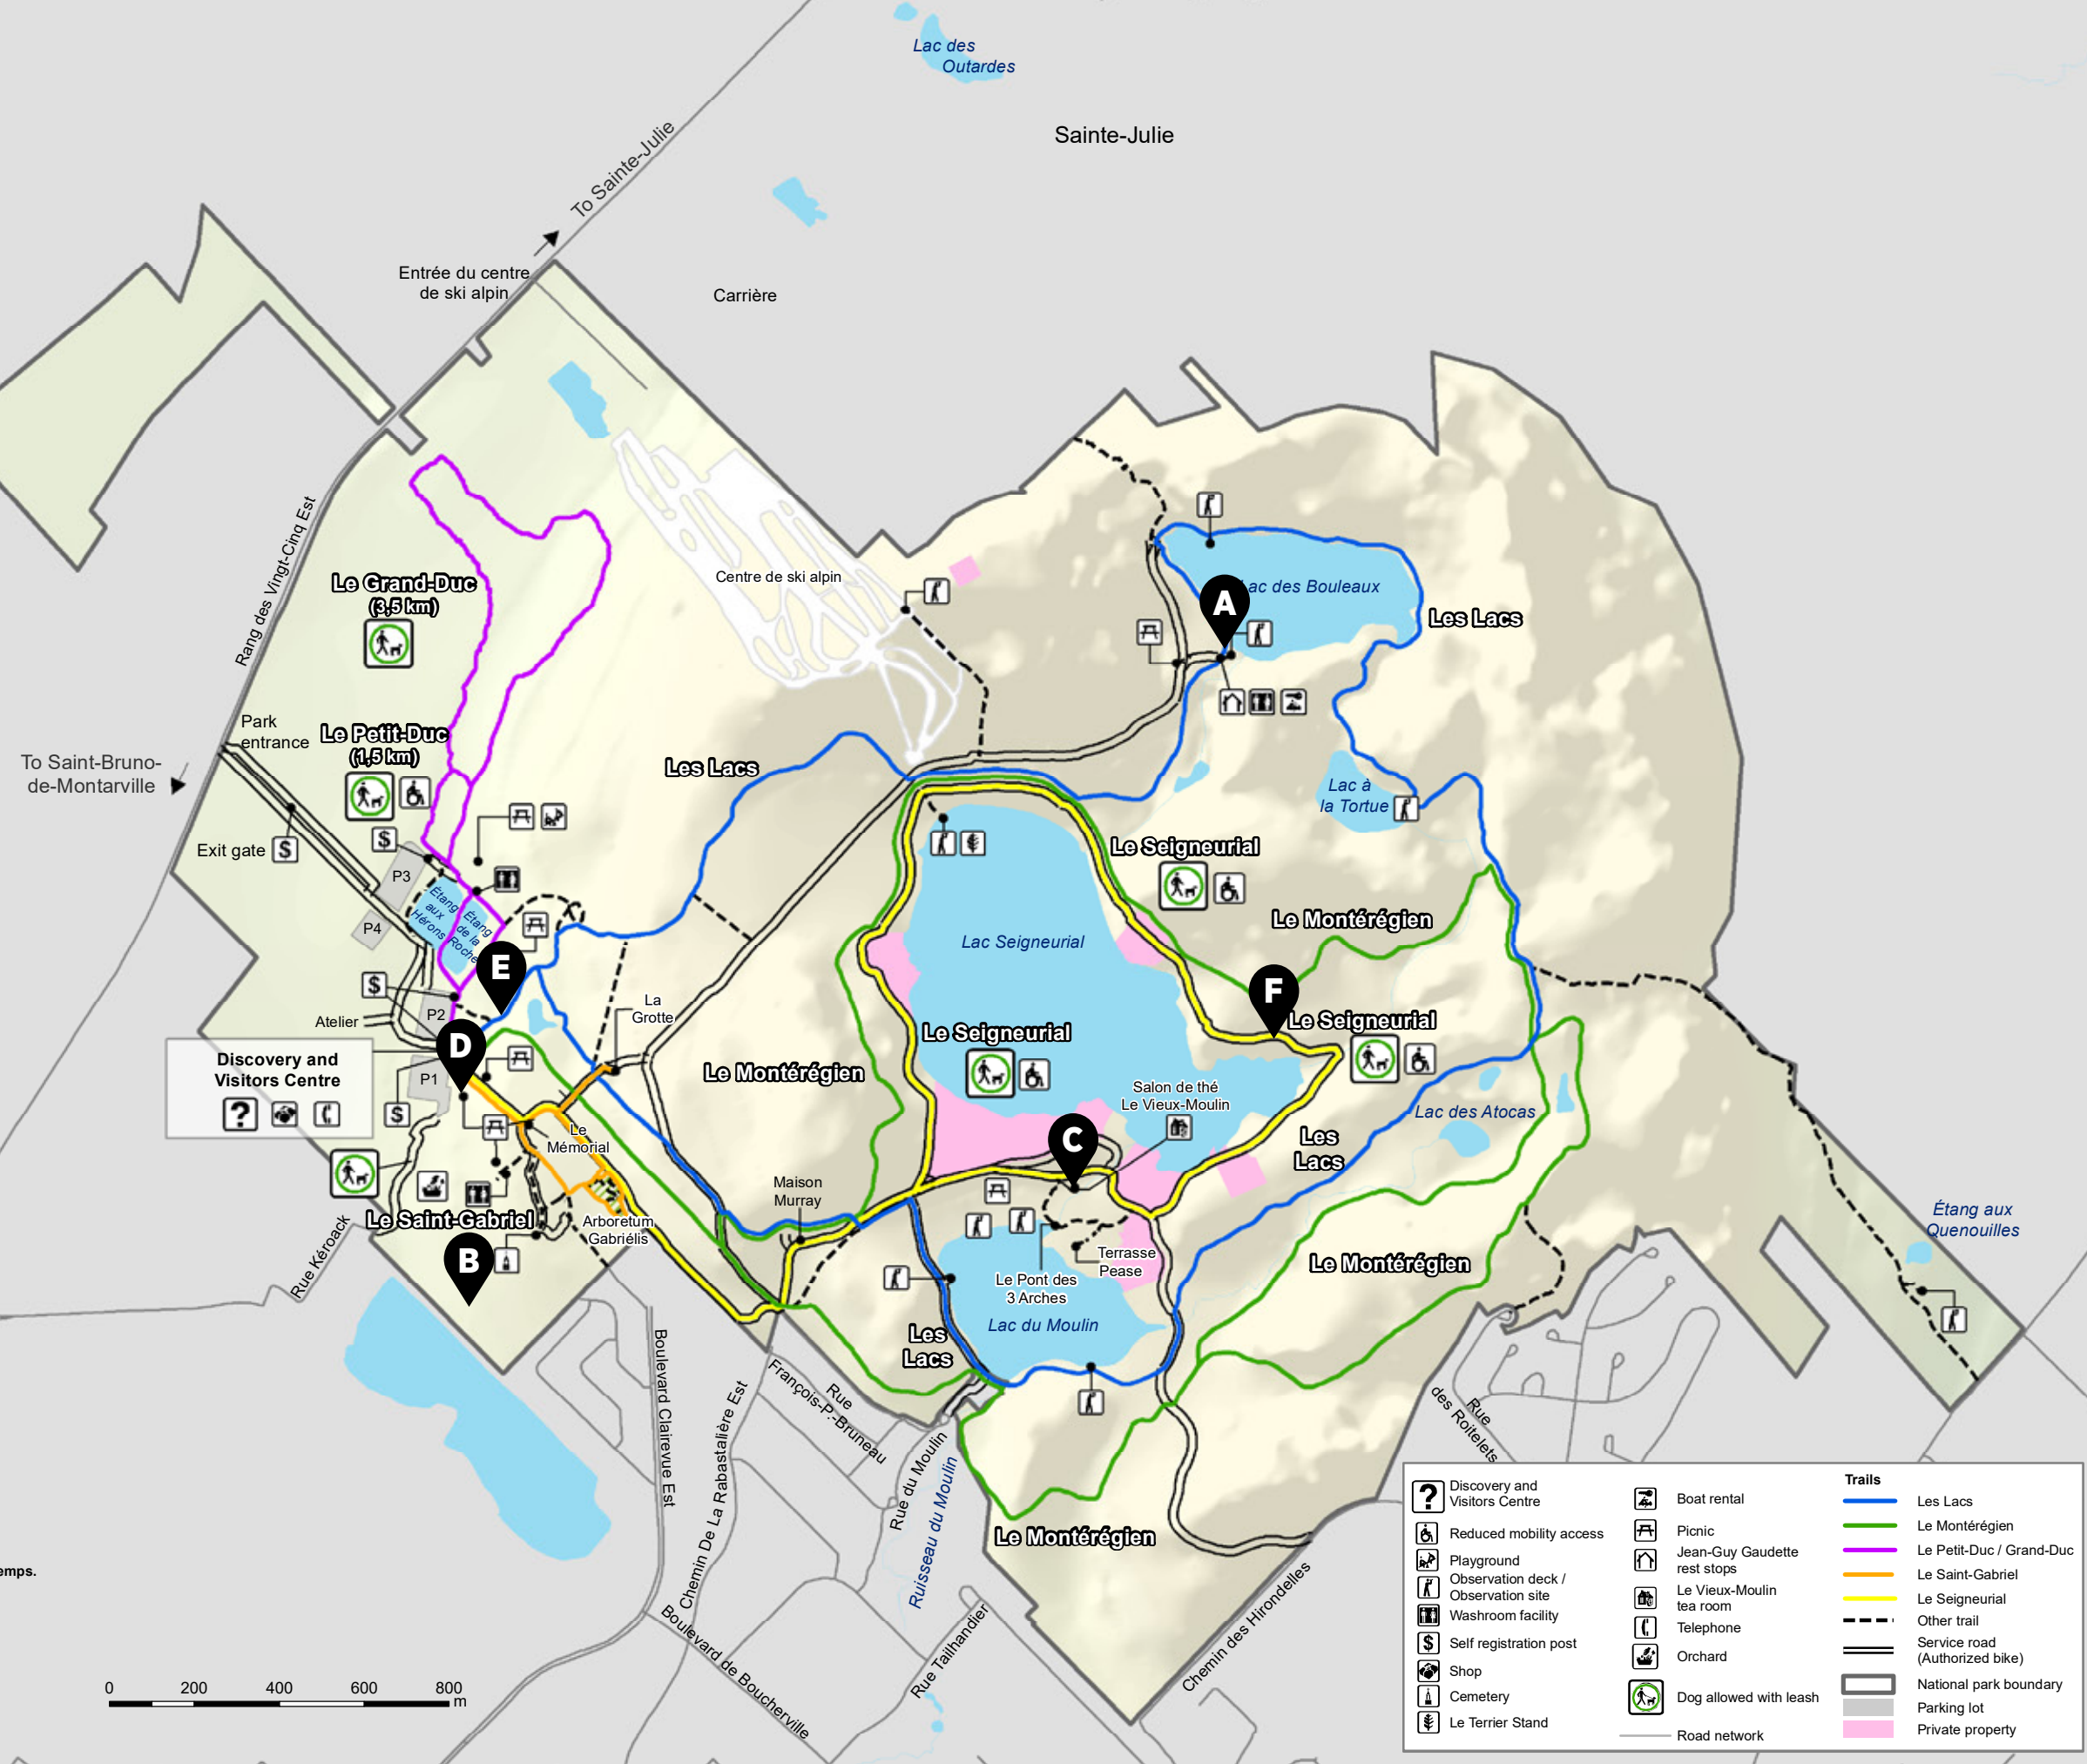 Lac des
Outardes
Sainte-Julie
To Sainte-Julie
Entrée du centre
de ski alpin
Carrière
Rang des Vingt-Cinq Est
Le Grand-Duc
(3,5 km)
Centre de ski alpin
A
Lac des Bouleaux
Les Lacs
Park
entrance
Le Petit-Duc
(1,5 km)
To Saint-Bruno-
de-Montarville
Les Lacs
Lac à
la Tortue
Exit gate
$
$
P3
P4
Étang
aux
Hérons
Étang
de la
Roche
Le Seigneurial
Le Montérégien
Lac Seigneurial
E
F
$
P2
Atelier
La
Grotte
Le Seigneurial
Le Seigneurial
D
Discovery and
Visitors Centre
?
P1
$
Le Montérégien
Salon de thé
Le Vieux-Moulin
Lac des Atocas
Le
Mémorial
C
Les
Lacs
Maison
Murray
Le Saint-Gabriel
Arboretum
Gabriélis
B
Rue Kéroack
Terrasse
Pease
Le Pont des
3 Arches
Le Montérégien
Étang aux
Quenouilles
Lac du Moulin
Les
Lacs
Boulevard Clairevue Est
Chemin De La Rabastalière Est
Rue
François-P.-Bruneau
Rue du Moulin
Ruisseau du Moulin
Rue
des Roitelets
Le Montérégien
emps.
Boulevard de Boucherville
Rue Tailhandier
Chemin des Hirondelles
0 200 400 600 800
m
?
Discovery and
Visitors Centre
Reduced mobility access
Playground
Observation deck /
Observation site
Washroom facility
$
Self registration post
Shop
Cemetery
Le Terrier Stand
Boat rental
Picnic
Jean-Guy Gaudette
rest stops
Le Vieux-Moulin
tea room
Telephone
Orchard
Dog allowed with leash
Road network
Trails
Les Lacs
Le Montérégien
Le Petit-Duc / Grand-Duc
Le Saint-Gabriel
Le Seigneurial
Other trail
Service road
(Authorized bike)
National park boundary
Parking lot
Private property